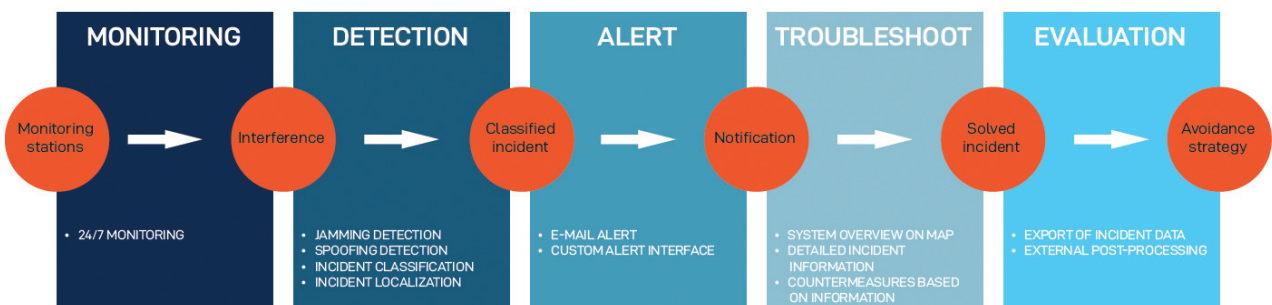 MONITORING
DETECTION
ALERT
TROUBLESHOOT
EVALUATION
Monitoring
stations
Interference
Classified
incident
Notification
Solved
incident
Avoidance
strategy
• 24/7 MONITORING
• JAMMING DETECTION
• SPOOFING DETECTION
• INCIDENT CLASSIFICATION
• INCIDENT LOCALIZATION
• E-MAIL ALERT
• CUSTOM ALERT INTERFACE
• SYSTEM OVERVIEW ON MAP
• DETAILED INCIDENT
INFORMATION
• COUNTERMEASURES BASED
ON INFORMATION
• EXPORT OF INCIDENT DATA
• EXTERNAL POST-PROCESSING